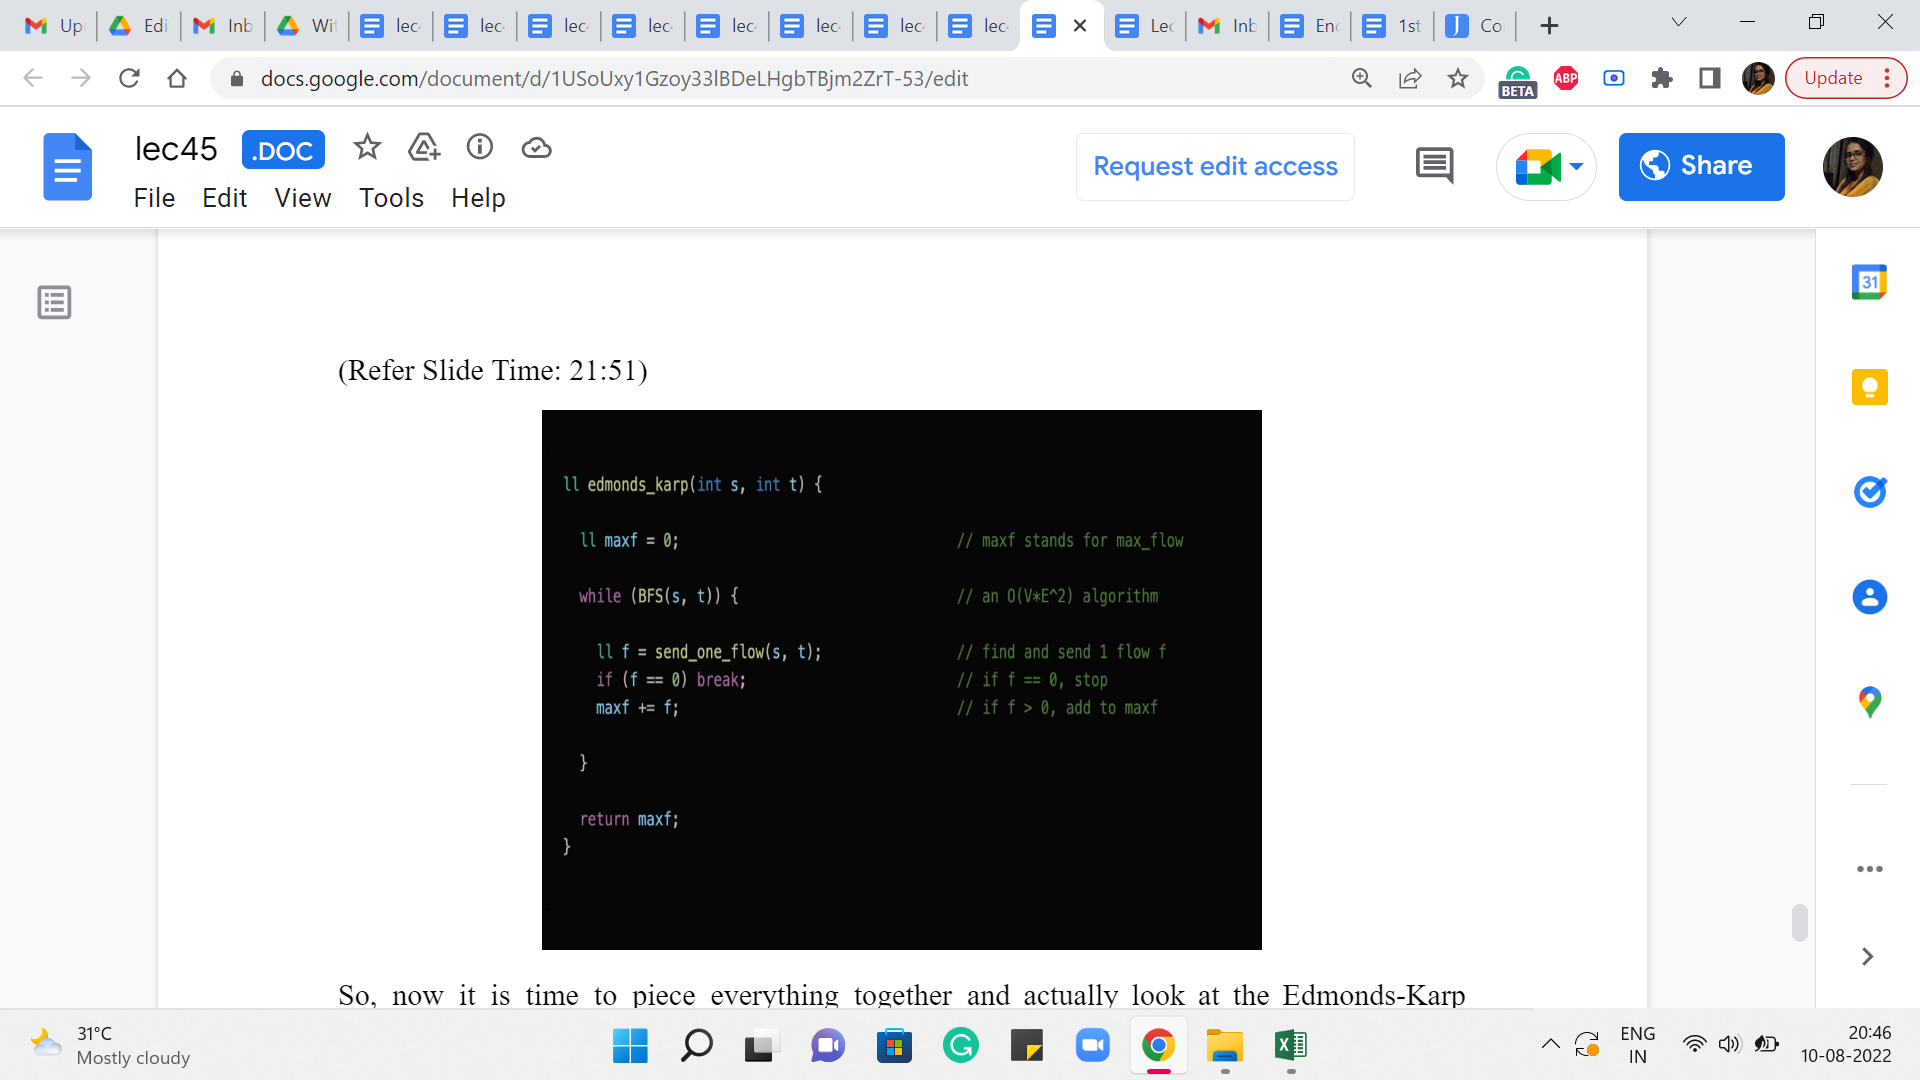 Up
Edi
Inb
Wi
lec
lec
lec
lec
lec
lec
lec
lec
Lec
Inb
Enc
1st
Co
docs.google.com/document/d/1USoUxy1Gzoy33lBDeLHgbTBjm2ZrT-53/edit
BETA
ABP
Update
lec45 .DOC
File Edit View Tools Help
Request edit access
Share
31
(Refer Slide Time: 21:51)
ll edmonds_karp(int s, int t) {
ll maxf = 0; // maxf stands for max_flow
while (BFS(s, t)) { // an O(V*E^2) algorithm
ll f = send_one_flow(s, t); // find and send 1 flow f
if (f == 0) break; // if f == 0, stop
maxf += f; // if f > 0, add to maxf
}
return maxf;
}
So, now it is time to piece everything together and actually look at the Edmonds-Karp
31°C
Mostly cloudy
ENG
IN
20:46
10-08-2022